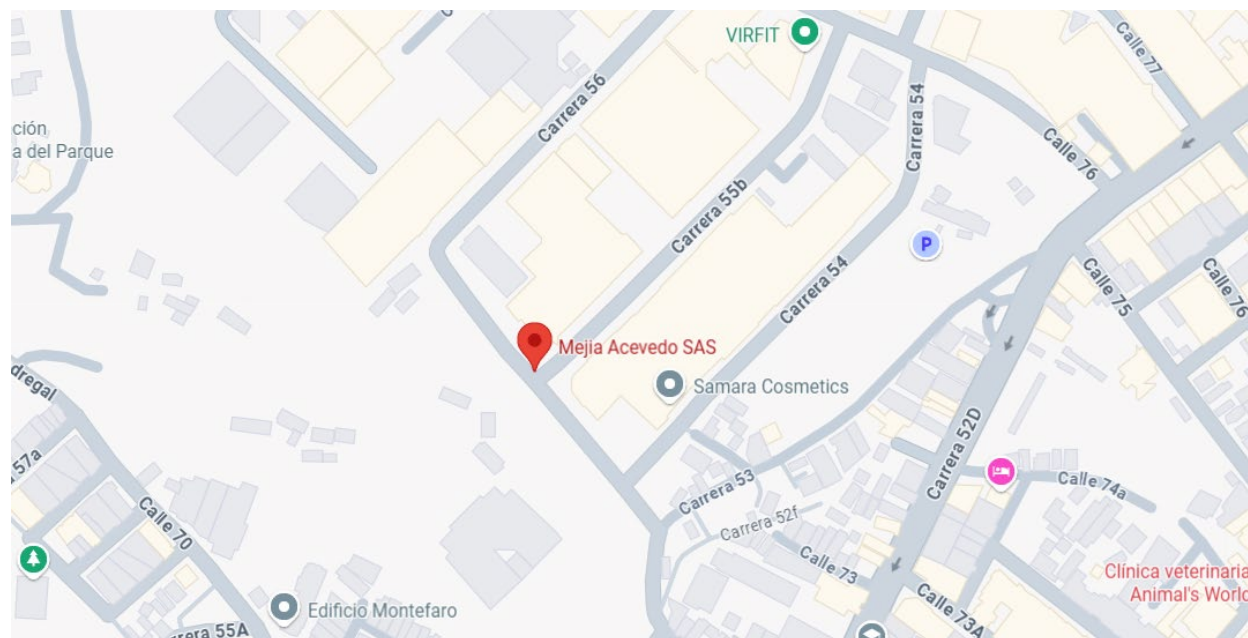 VIRFIT
Calle 77
Carrera 56
Carrera 54
Calle 76
ción
a del Parque
Carrera 55b
Carrera 54
Calle 75
Calle 76
P
Mejia Acevedo SAS
Samara Cosmetics
dregal
57a
Carrera 52D
Carrera 53
Calle 74a
Calle 70
Carrera 52f
Calle 73
Clínica veterinaria
Animal's World
Edificio Montefaro
Calle 73A
rrera 55A